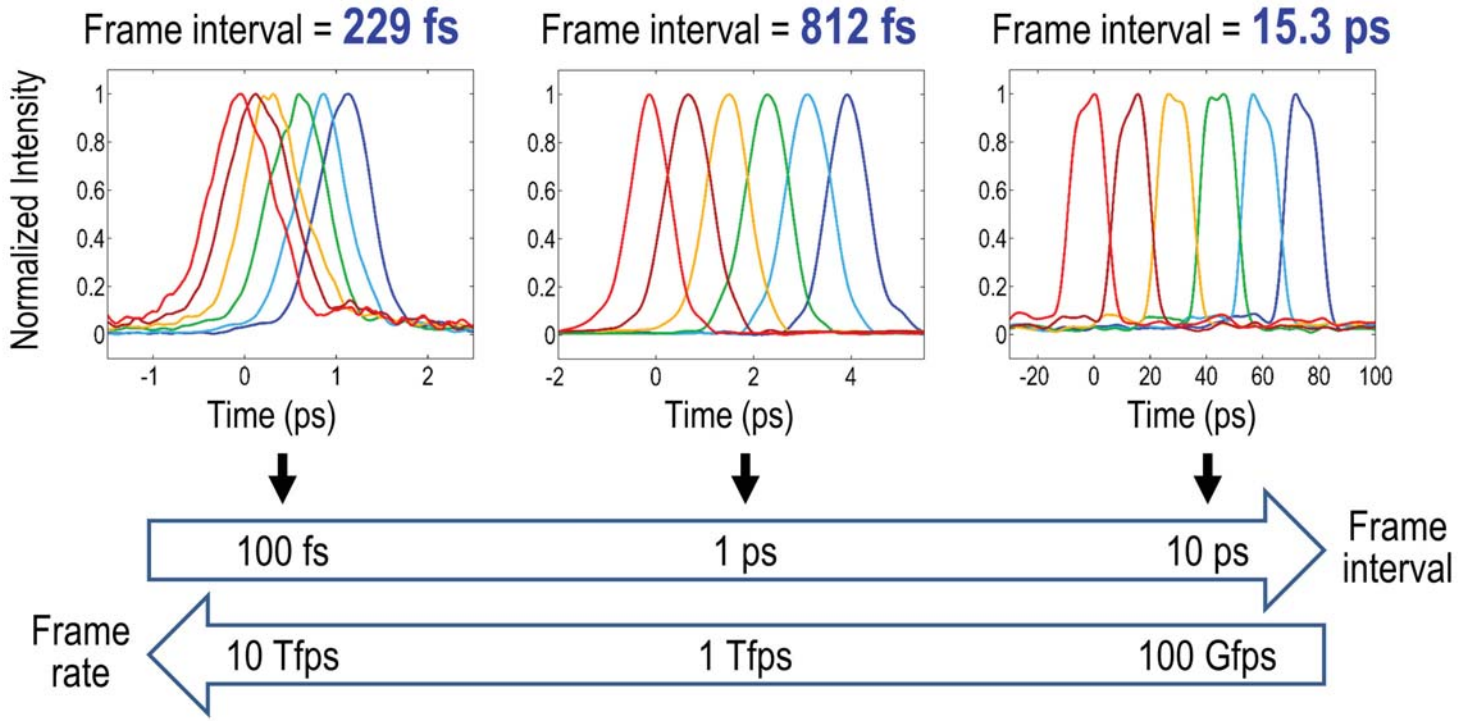 Frame interval = 229 fs
Normalized Intensity
1
0.8
0.6
0.4
0.2
0
-1 0 1 2
Time (ps)
Frame interval = 812 fs
1
0.8
0.6
0.4
0.2
0
-2 0 2 4
Time (ps)
Frame interval = 15.3 ps
1
0.8
0.6
0.4
0.2
0
-20 0 20 40 60 80 100
Time (ps)
100 fs 1 ps 10 ps
Frame
interval
Frame
rate
10 Tfps 1 Tfps 100 Gfps